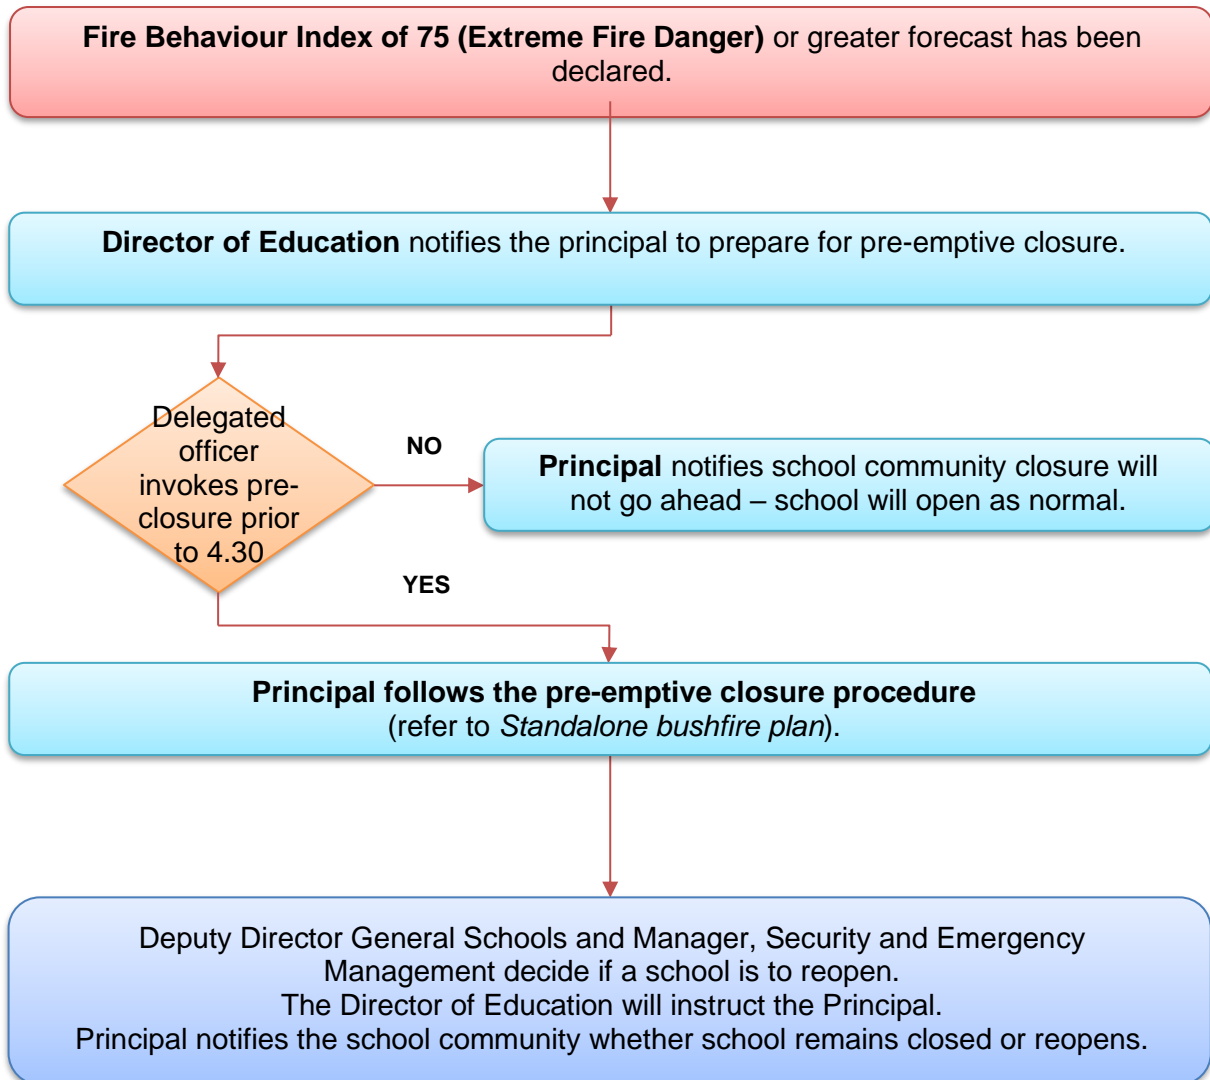 Fire Behaviour Index of 75 (Extreme Fire Danger) or greater forecast has been
declared.
Director of Education notifies the principal to prepare for pre-emptive closure.
Delegated
officer
invokes pre-
closure prior
to 4.30
NO
Principal notifies school community closure will
not go ahead – school will open as normal.
YES
Principal follows the pre-emptive closure procedure
(refer to Standalone bushfire plan).
Deputy Director General Schools and Manager, Security and Emergency
Management decide if a school is to reopen.
The Director of Education will instruct the Principal.
Principal notifies the school community whether school remains closed or reopens.